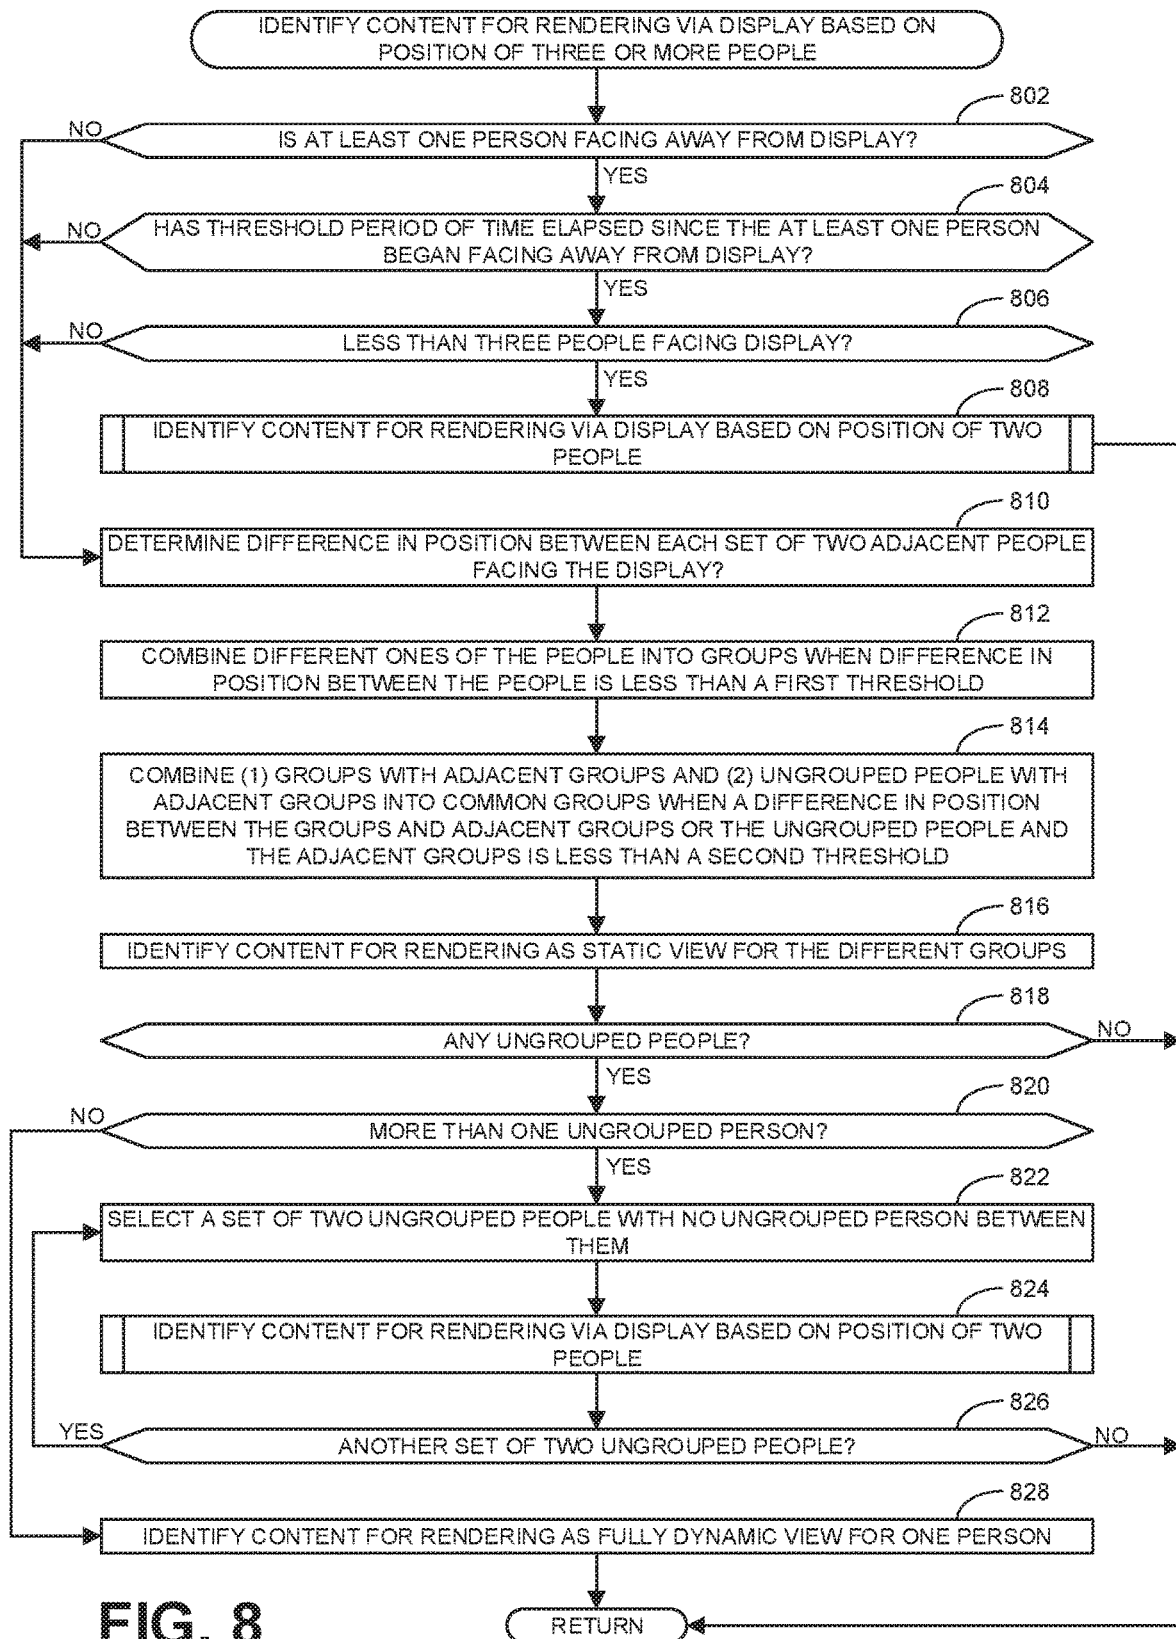 IDENTIFY CONTENT FOR RENDERING VIA DISPLAY BASED ON
POSITION OF THREE OR MORE PEOPLE
802
NO
IS AT LEAST ONE PERSON FACING AWAY FROM DISPLAY?
YES
804
NO
HAS THRESHOLD PERIOD OF TIME ELAPSED SINCE THE AT LEAST ONE PERSON
BEGAN FACING AWAY FROM DISPLAY?
YES
806
NO
LESS THAN THREE PEOPLE FACING DISPLAY?
YES
808
IDENTIFY CONTENT FOR RENDERING VIA DISPLAY BASED ON POSITION OF TWO
PEOPLE
810
DETERMINE DIFFERENCE IN POSITION BETWEEN EACH SET OF TWO ADJACENT PEOPLE
FACING THE DISPLAY?
812
COMBINE DIFFERENT ONES OF THE PEOPLE INTO GROUPS WHEN DIFFERENCE IN
POSITION BETWEEN THE PEOPLE IS LESS THAN A FIRST THRESHOLD
814
COMBINE (1) GROUPS WITH ADJACENT GROUPS AND (2) UNGROUPED PEOPLE WITH
ADJACENT GROUPS INTO COMMON GROUPS WHEN A DIFFERENCE IN POSITION
BETWEEN THE GROUPS AND ADJACENT GROUPS OR THE UNGROUPED PEOPLE AND
THE ADJACENT GROUPS IS LESS THAN A SECOND THRESHOLD
816
IDENTIFY CONTENT FOR RENDERING AS STATIC VIEW FOR THE DIFFERENT GROUPS
818
ANY UNGROUPED PEOPLE?
NO
YES
820
NO
MORE THAN ONE UNGROUPED PERSON?
YES
822
SELECT A SET OF TWO UNGROUPED PEOPLE WITH NO UNGROUPED PERSON BETWEEN
THEM
824
IDENTIFY CONTENT FOR RENDERING VIA DISPLAY BASED ON POSITION OF TWO
PEOPLE
826
YES
ANOTHER SET OF TWO UNGROUPED PEOPLE?
NO
828
IDENTIFY CONTENT FOR RENDERING AS FULLY DYNAMIC VIEW FOR ONE PERSON
FIG. 8
RETURN